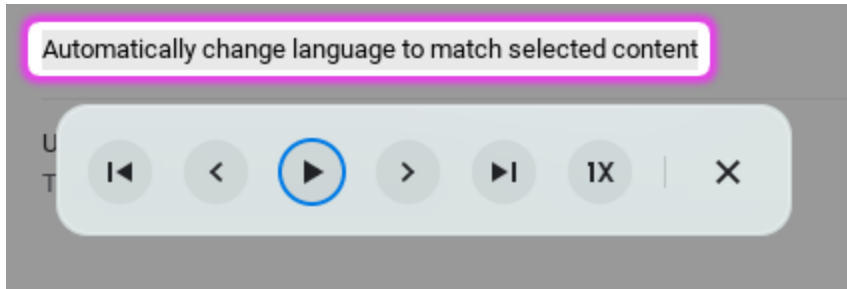 Automatically change language to match selected content
U
T
1X